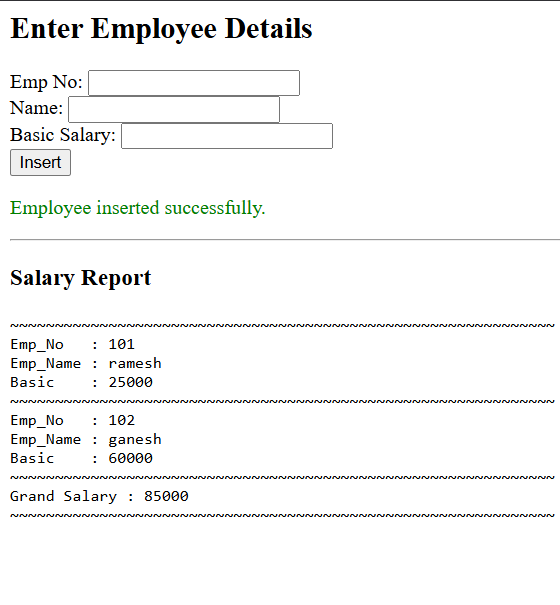 Enter Employee Details
Emp No:
Name:
Basic Salary:
Insert
Employee inserted successfully.
Salary Report
~~~~~~~~~~~~~~~~~~~~~~~~~~~~~~~~~~~~~~~~~~~~~~~~~~~~~~~~~~~~~
Emp_No   : 101
Emp_Name : ramesh
Basic    : 25000
~~~~~~~~~~~~~~~~~~~~~~~~~~~~~~~~~~~~~~~~~~~~~~~~~~~~~~~~~~~~~
Emp_No   : 102
Emp_Name : ganesh
Basic    : 60000
~~~~~~~~~~~~~~~~~~~~~~~~~~~~~~~~~~~~~~~~~~~~~~~~~~~~~~~~~~~~~
Grand Salary : 85000
~~~~~~~~~~~~~~~~~~~~~~~~~~~~~~~~~~~~~~~~~~~~~~~~~~~~~~~~~~~~~